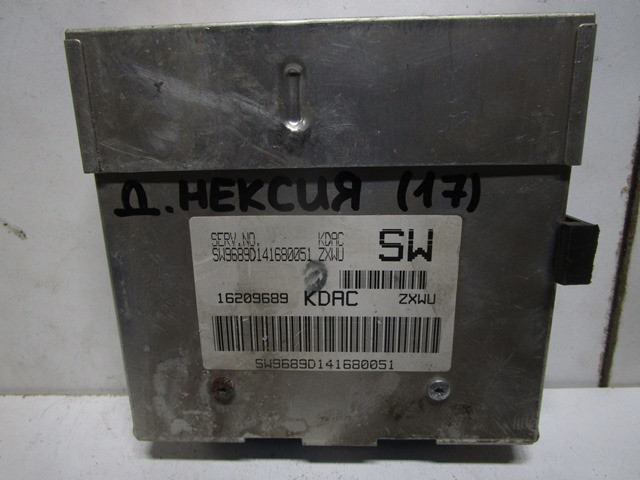 Д. НЕКСИЯ (17)
SERV.NO. KDAC SW
SW9689D141680051 ZXWU
16209689 KDAC ZXWU
SW9689D141680051